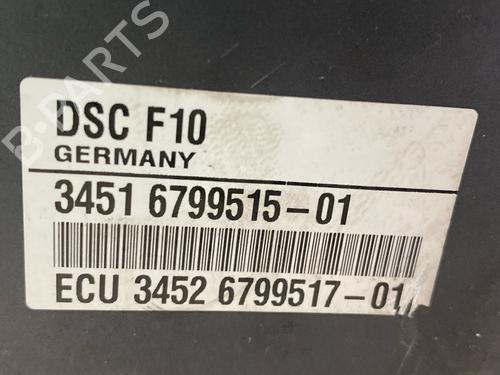 B-PARTS
DSC F10
GERMANY
3451 6799515-01
ECU 3452 6799517-01